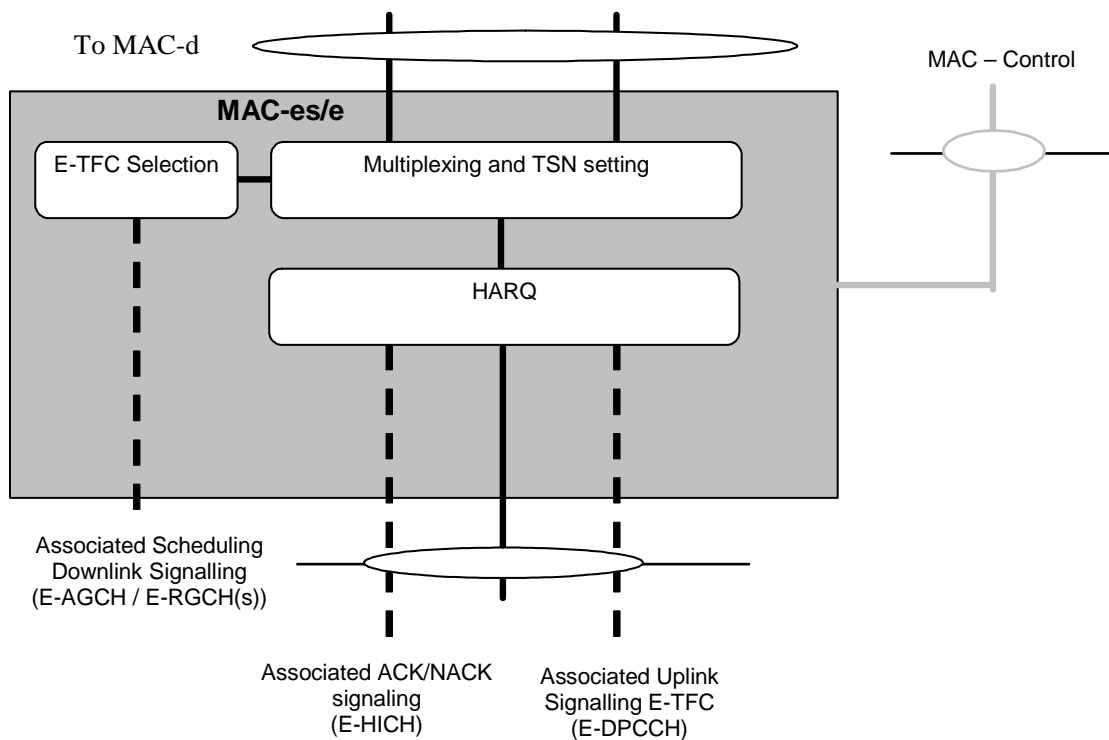 To MAC-d
MAC – Control
MAC-es/e
E-TFC Selection
Multiplexing and TSN setting
HARQ
Associated Scheduling
Downlink Signalling
(E-AGCH / E-RGCH(s))
Associated ACK/NACK
signaling
(E-HICH)
Associated Uplink
Signalling E-TFC
(E-DPCCH)